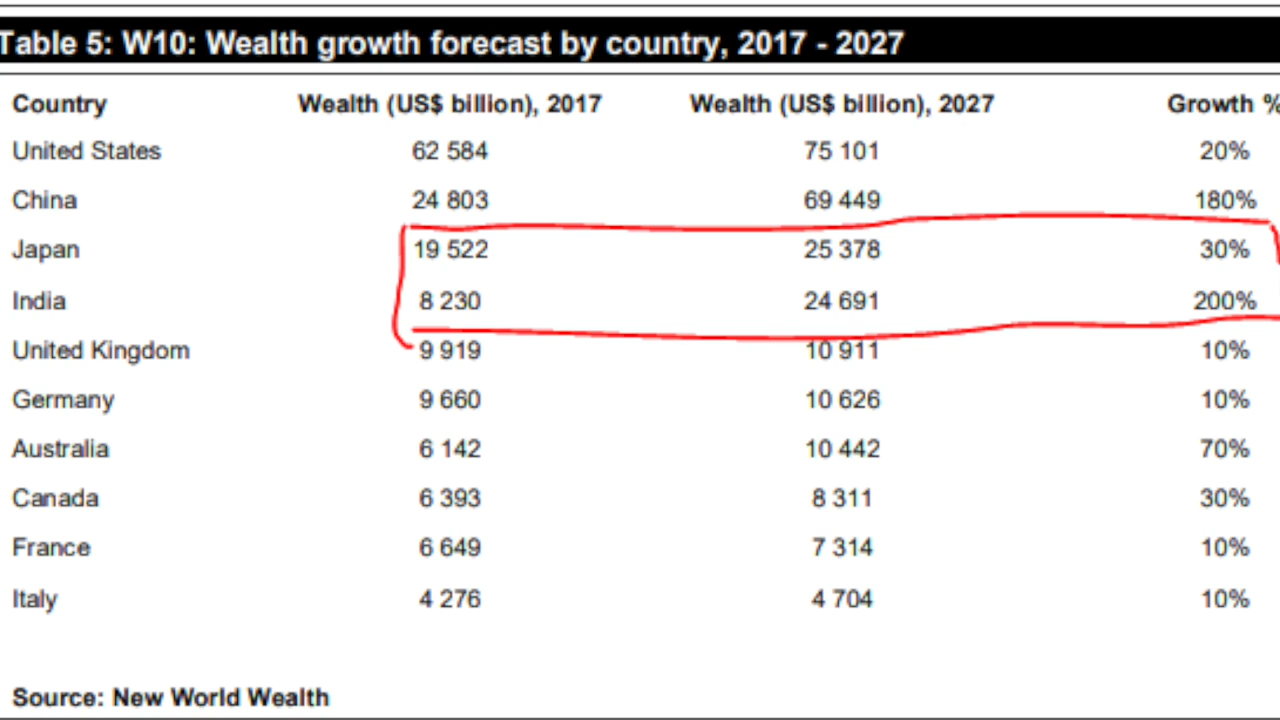 Table 5: W10: Wealth growth forecast by country, 2017 - 2027
Country Wealth (US$ billion), 2017 Wealth (US$ billion), 2027 Growth %
United States 62 584 75 101 20%
China 24 803 69 449 180%
Japan 19 522 25 378 30%
India 8 230 24 691 200%
United Kingdom 9 919 10 911 10%
Germany 9 660 10 626 10%
Australia 6 142 10 442 70%
Canada 6 393 8 311 30%
France 6 649 7 314 10%
Italy 4 276 4 704 10%
Source: New World Wealth